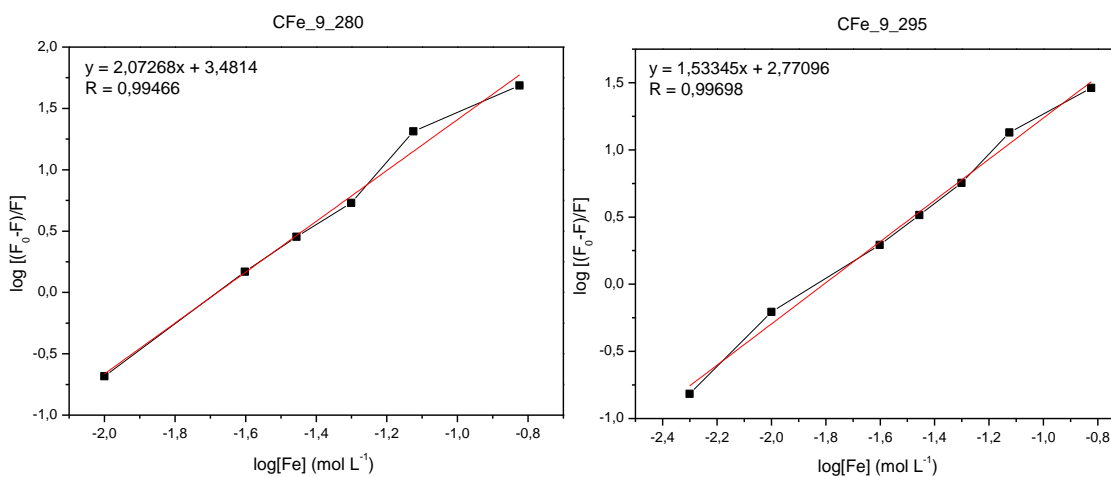 CFe_9_280
y = 2,07268x + 3,4814
R = 0,99466
2,0
1,5
1,0
0,5
0,0
-0,5
-1,0
log [(F₀-F)/F]
-2,0 -1,8 -1,6 -1,4 -1,2 -1,0 -0,8
log[Fe] (mol L⁻¹)
CFe_9_295
y = 1,53345x + 2,77096
R = 0,99698
1,5
1,0
0,5
0,0
-0,5
-1,0
log [(F₀-F)/F]
-2,4 -2,2 -2,0 -1,8 -1,6 -1,4 -1,2 -1,0 -0,8
log[Fe] (mol L⁻¹)